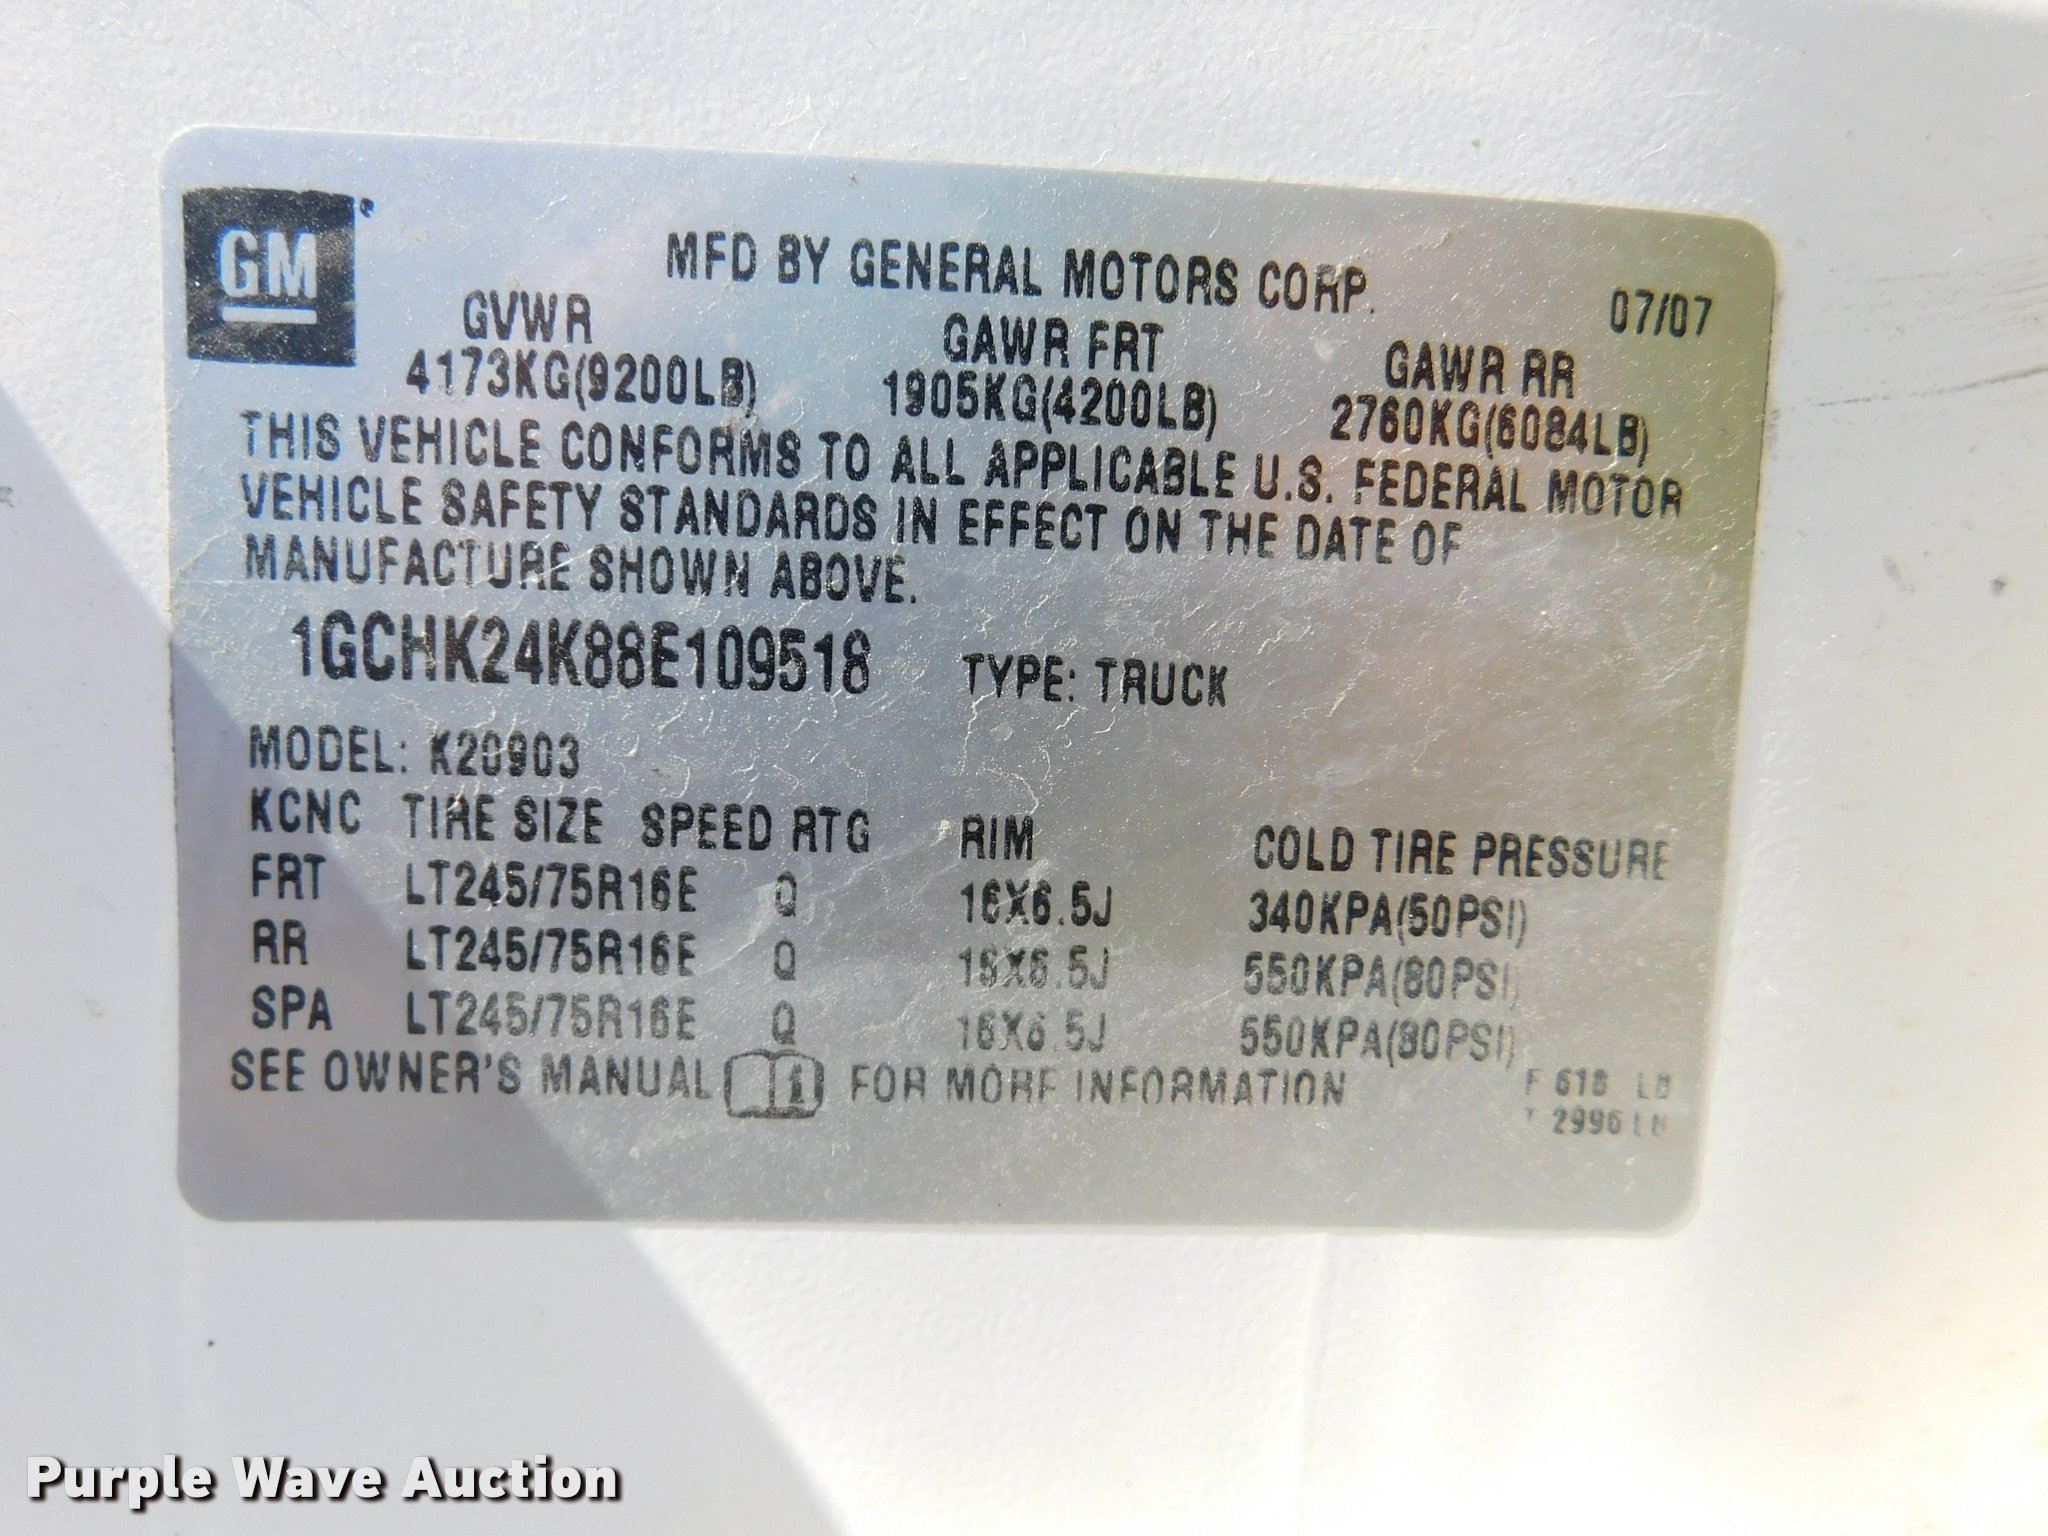 GM
MFD BY GENERAL MOTORS CORP. 07/07
GVWR GAWR FRT GAWR RR
4173KG(9200LB) 1905KG(4200LB) 2760KG(6084LB)
THIS VEHICLE CONFORMS TO ALL APPLICABLE U.S. FEDERAL MOTOR
VEHICLE SAFETY STANDARDS IN EFFECT ON THE DATE OF
MANUFACTURE SHOWN ABOVE.
1GCHK24K88E109518 TYPE: TRUCK
MODEL: K20903
KCNC TIRE SIZE SPEED RTG RIM COLD TIRE PRESSURE
FRT LT245/75R16E Q 16X6.5J 340KPA(50PSI)
RR LT245/75R16E Q 16X6.5J 550KPA(80PSI)
SPA LT245/75R16E Q 16X6.5J 550KPA(80PSI)
SEE OWNER'S MANUAL FOR MORE INFORMATION
F 618 LB
T 2996 LB
Purple Wave Auction